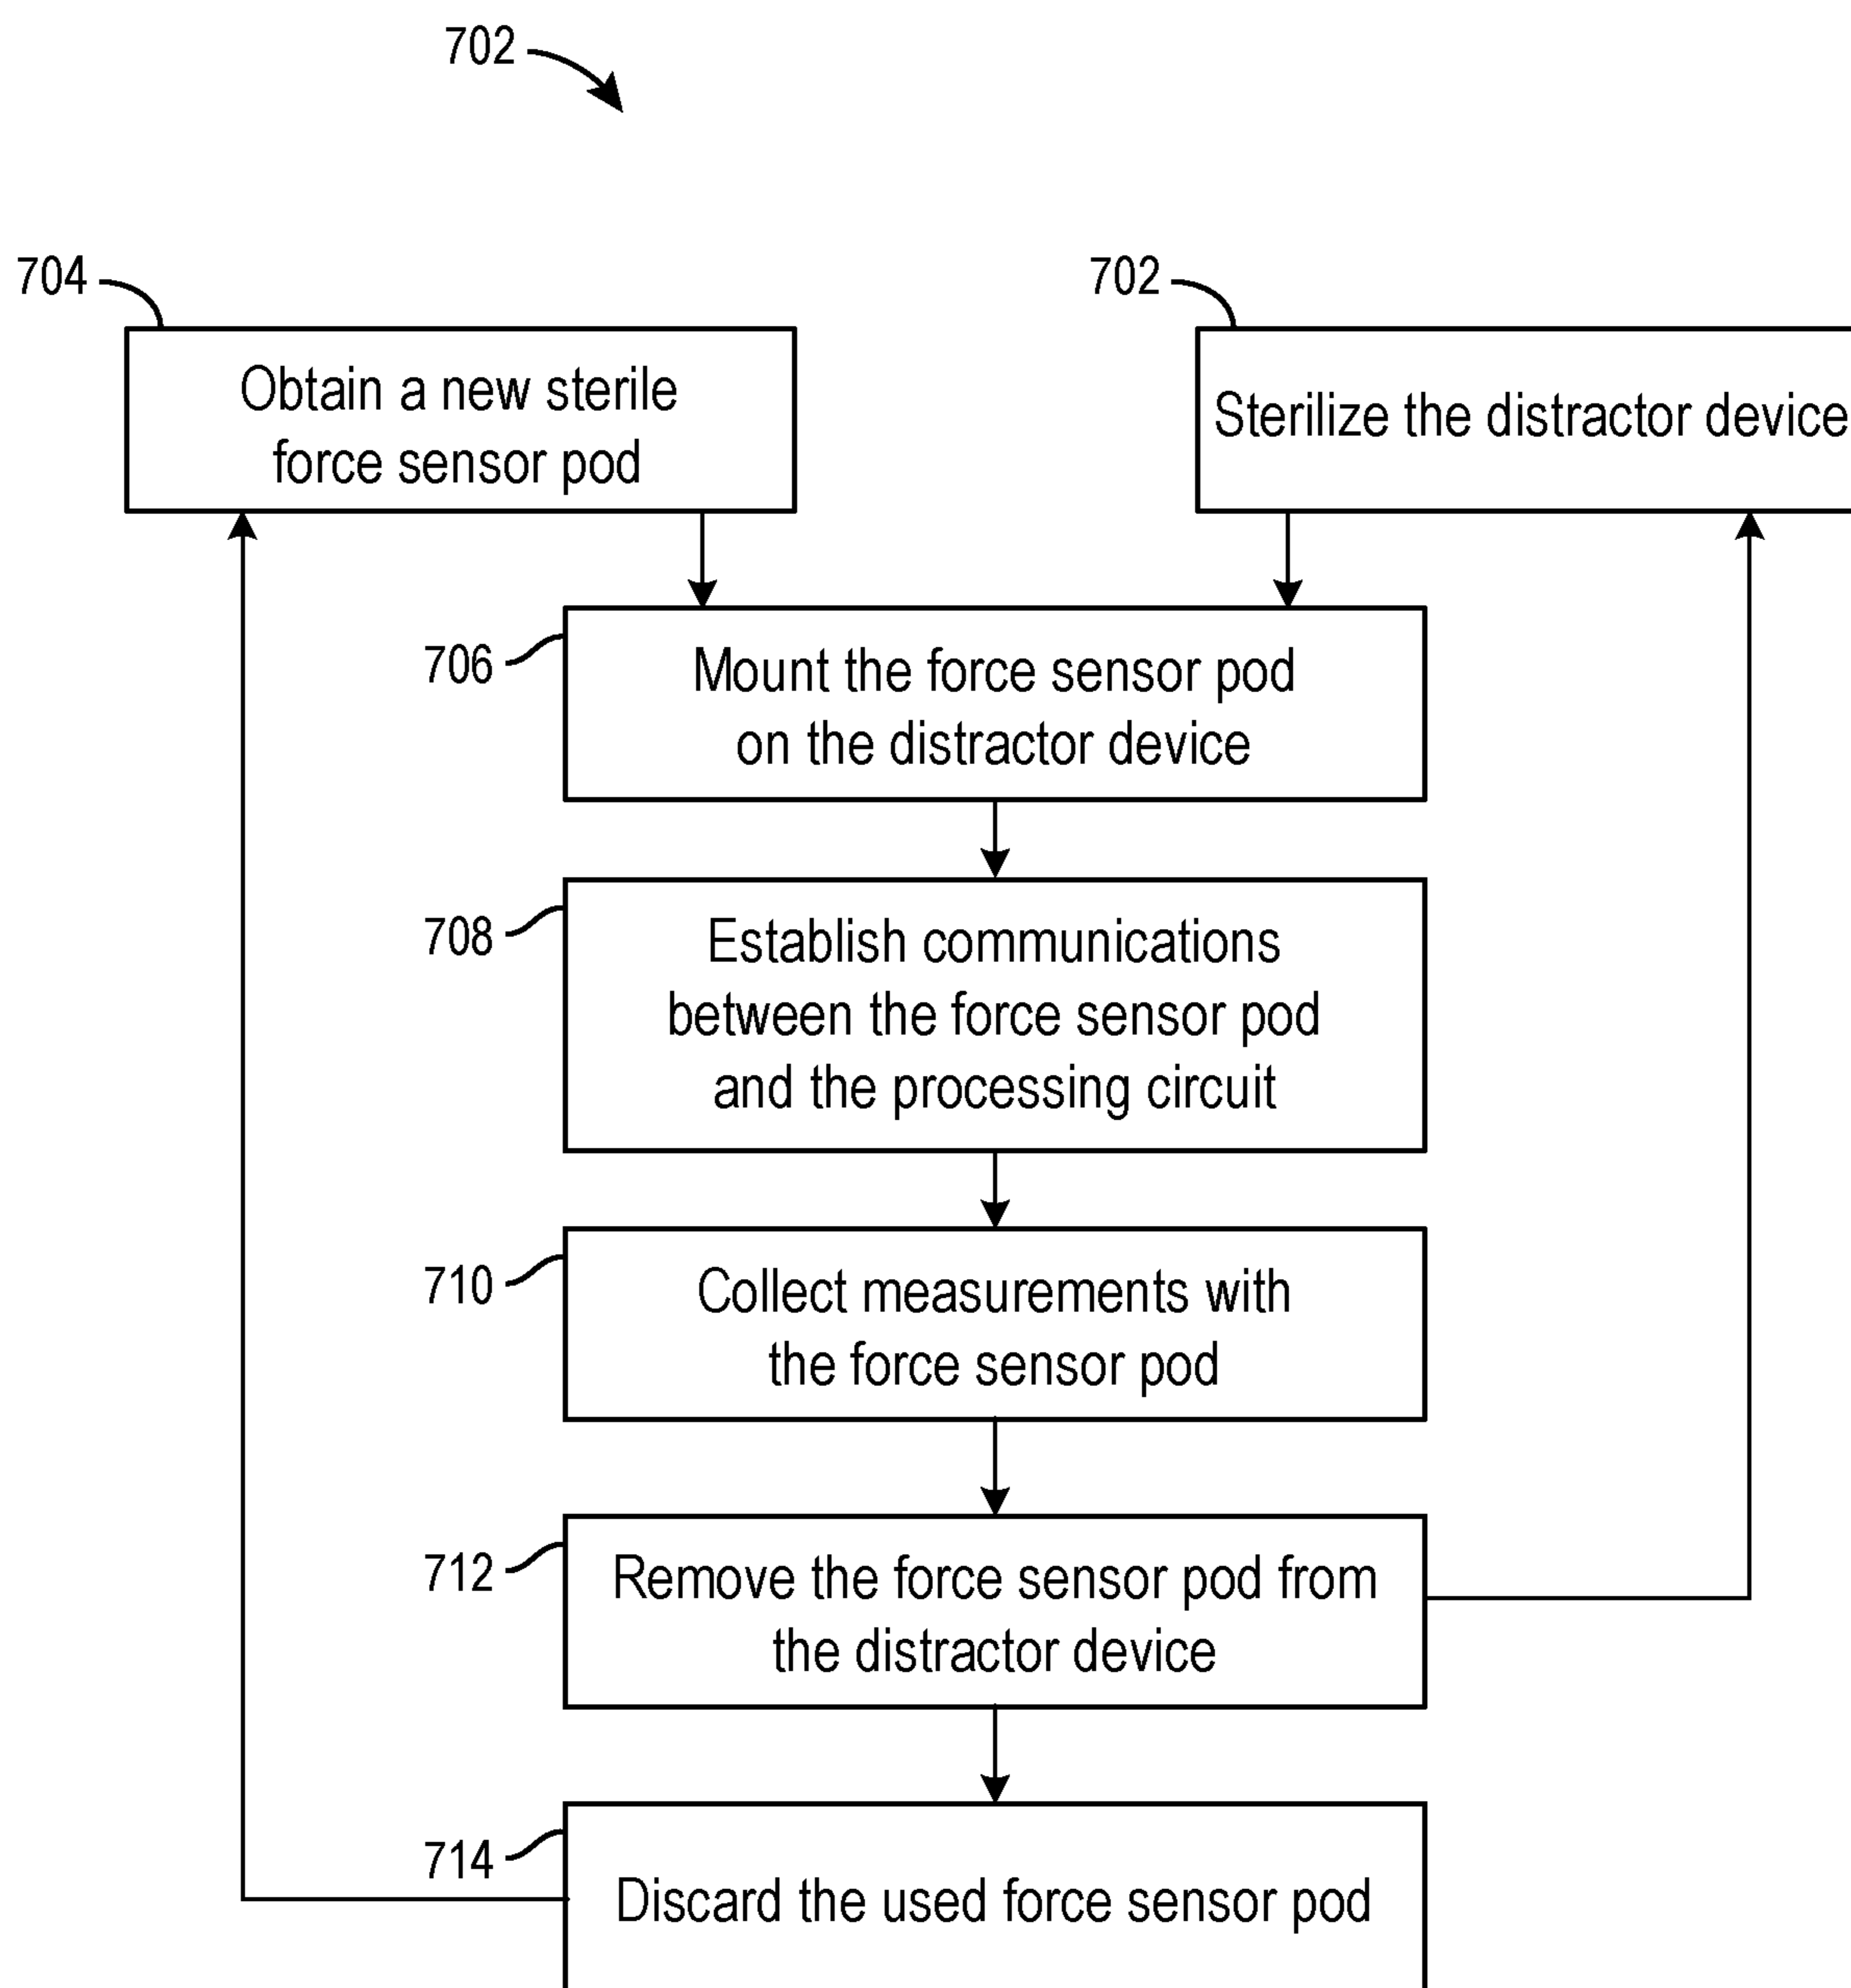 702
704
702
Obtain a new sterile
force sensor pod
Sterilize the distractor device
706
Mount the force sensor pod
on the distractor device
708
Establish communications
between the force sensor pod
and the processing circuit
710
Collect measurements with
the force sensor pod
712
Remove the force sensor pod from
the distractor device
714
Discard the used force sensor pod